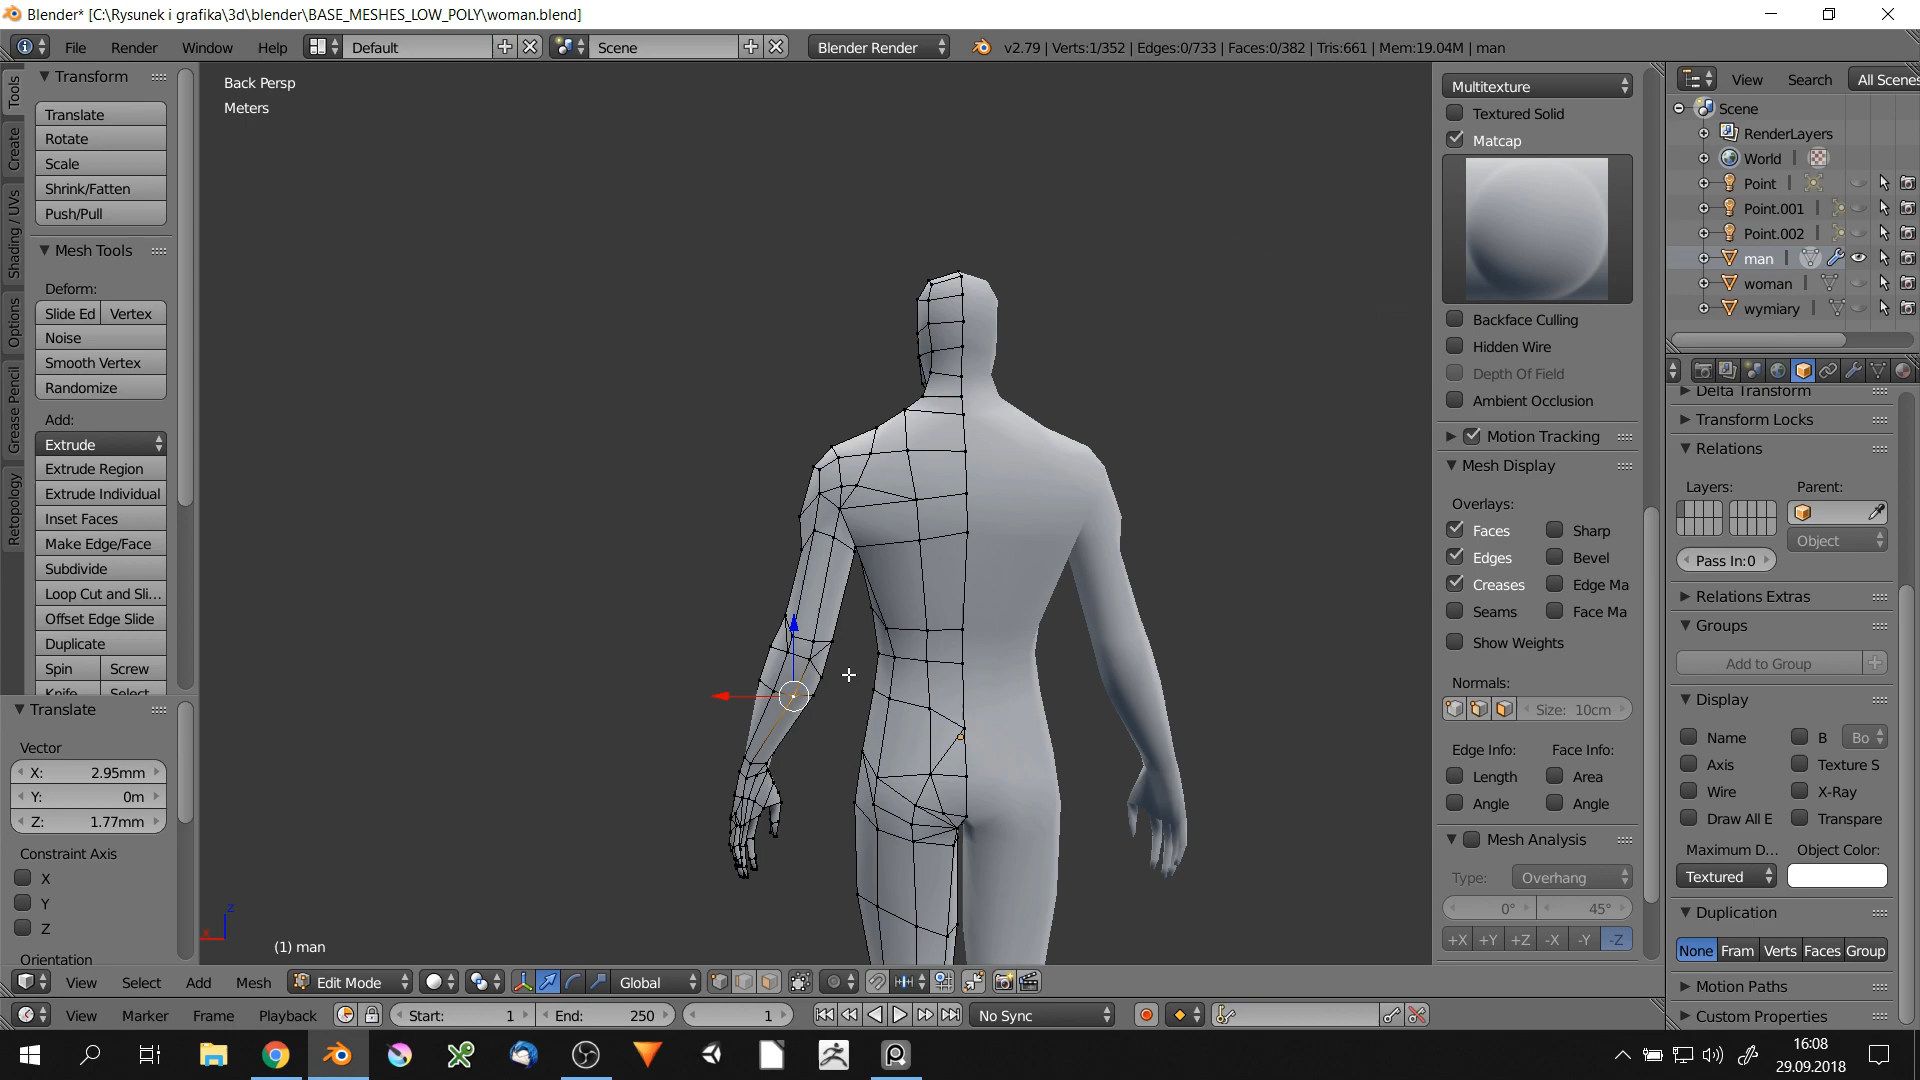 Blender* [C:\Rysunek i grafika\3d\blender\BASE_MESHES_LOW_POLY\woman.blend]
File Render Window Help Default Scene Blender Render v2.79 | Verts:1/352 | Edges:0/733 | Faces:0/382 | Tris:661 | Mem:19.04M | man
Tools
Create
Shading / UVs
Options
Grease Pencil
Retopology
Transform
Translate
Rotate
Scale
Shrink/Fatten
Push/Pull
Mesh Tools
Deform:
Slide Ed Vertex
Noise
Smooth Vertex
Randomize
Add:
Extrude
Extrude Region
Extrude Individual
Inset Faces
Make Edge/Face
Subdivide
Loop Cut and Sli...
Offset Edge Slide
Duplicate
Spin Screw
Knife Select
Translate
Vector
X: 2.95mm
Y: 0m
Z: 1.77mm
Constraint Axis
X
Y
Z
Orientation
Back Persp
Meters
z
x
(1) man
Multitexture
Textured Solid
Matcap
Backface Culling
Hidden Wire
Depth Of Field
Ambient Occlusion
Motion Tracking
Mesh Display
Overlays:
Faces Sharp
Edges Bevel
Creases Edge Ma
Seams Face Ma
Show Weights
Normals:
Size: 10cm
Edge Info: Face Info:
Length Area
Angle Angle
Mesh Analysis
Type: Overhang
0° 45°
+X +Y +Z -X -Y -Z
View Search All Scenes
Scene
RenderLayers
World
Point
Point.001
Point.002
man
woman
wymiary
Delta Transform
Transform Locks
Relations
Layers: Parent:
Object
Pass In:0
Relations Extras
Groups
Add to Group
Display
Name B Bo
Axis Texture S
Wire X-Ray
Draw All E Transpare
Maximum D... Object Color:
Textured
Duplication
None Fram Verts Faces Group
Motion Paths
Custom Properties
View Select Add Mesh Edit Mode Global
View Marker Frame Playback Start: 1 End: 250 1 No Sync
16:08
29.09.2018